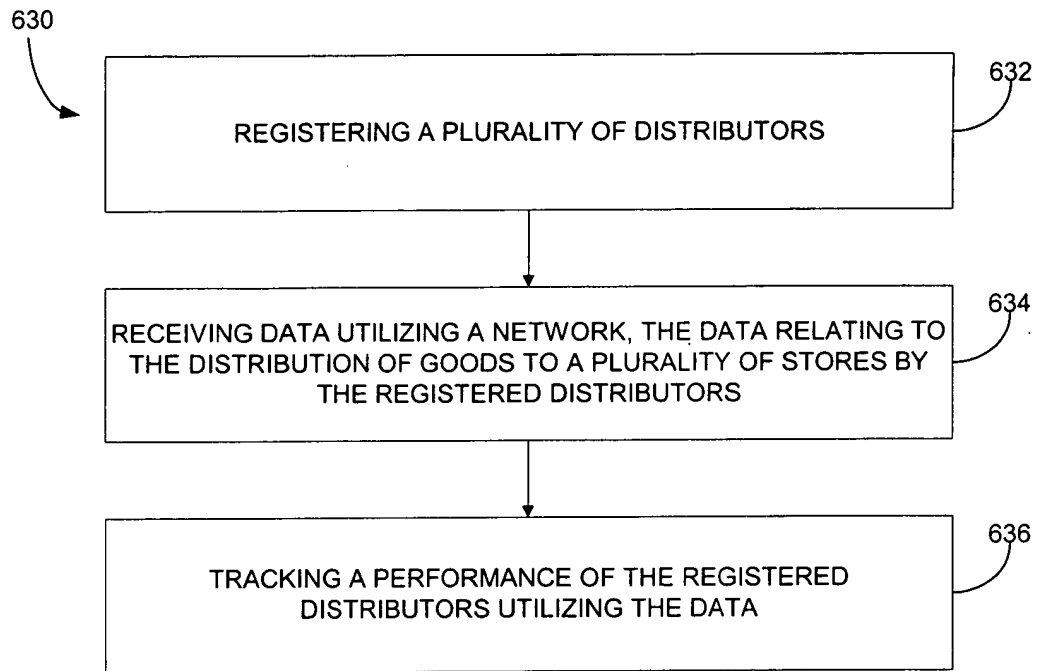 630
632
REGISTERING A PLURALITY OF DISTRIBUTORS
634
RECEIVING DATA UTILIZING A NETWORK, THE DATA RELATING TO
THE DISTRIBUTION OF GOODS TO A PLURALITY OF STORES BY
THE REGISTERED DISTRIBUTORS
636
TRACKING A PERFORMANCE OF THE REGISTERED
DISTRIBUTORS UTILIZING THE DATA